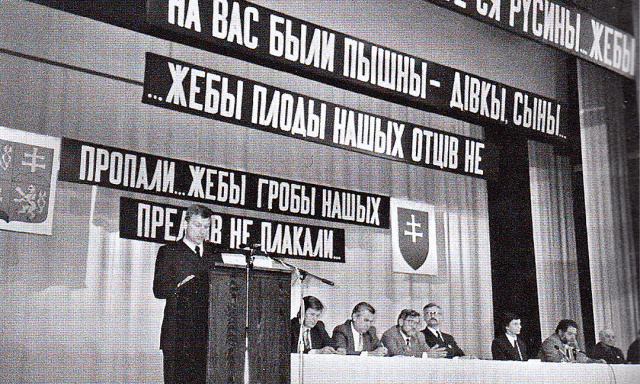 СЯ РУСИНЫ... ЖЕБЫ
НА ВАС БЫЛИ ПЫШНЫ – ДІВКЫ, СЫНЫ...
...ЖЕБЫ ПЛОДЫ НАШЫХ ОТЦІВ НЕ
ПРОПАЛИ...ЖЕБЫ ГРОБЫ НАШЫХ
НЕ ПЛАКАЛИ...